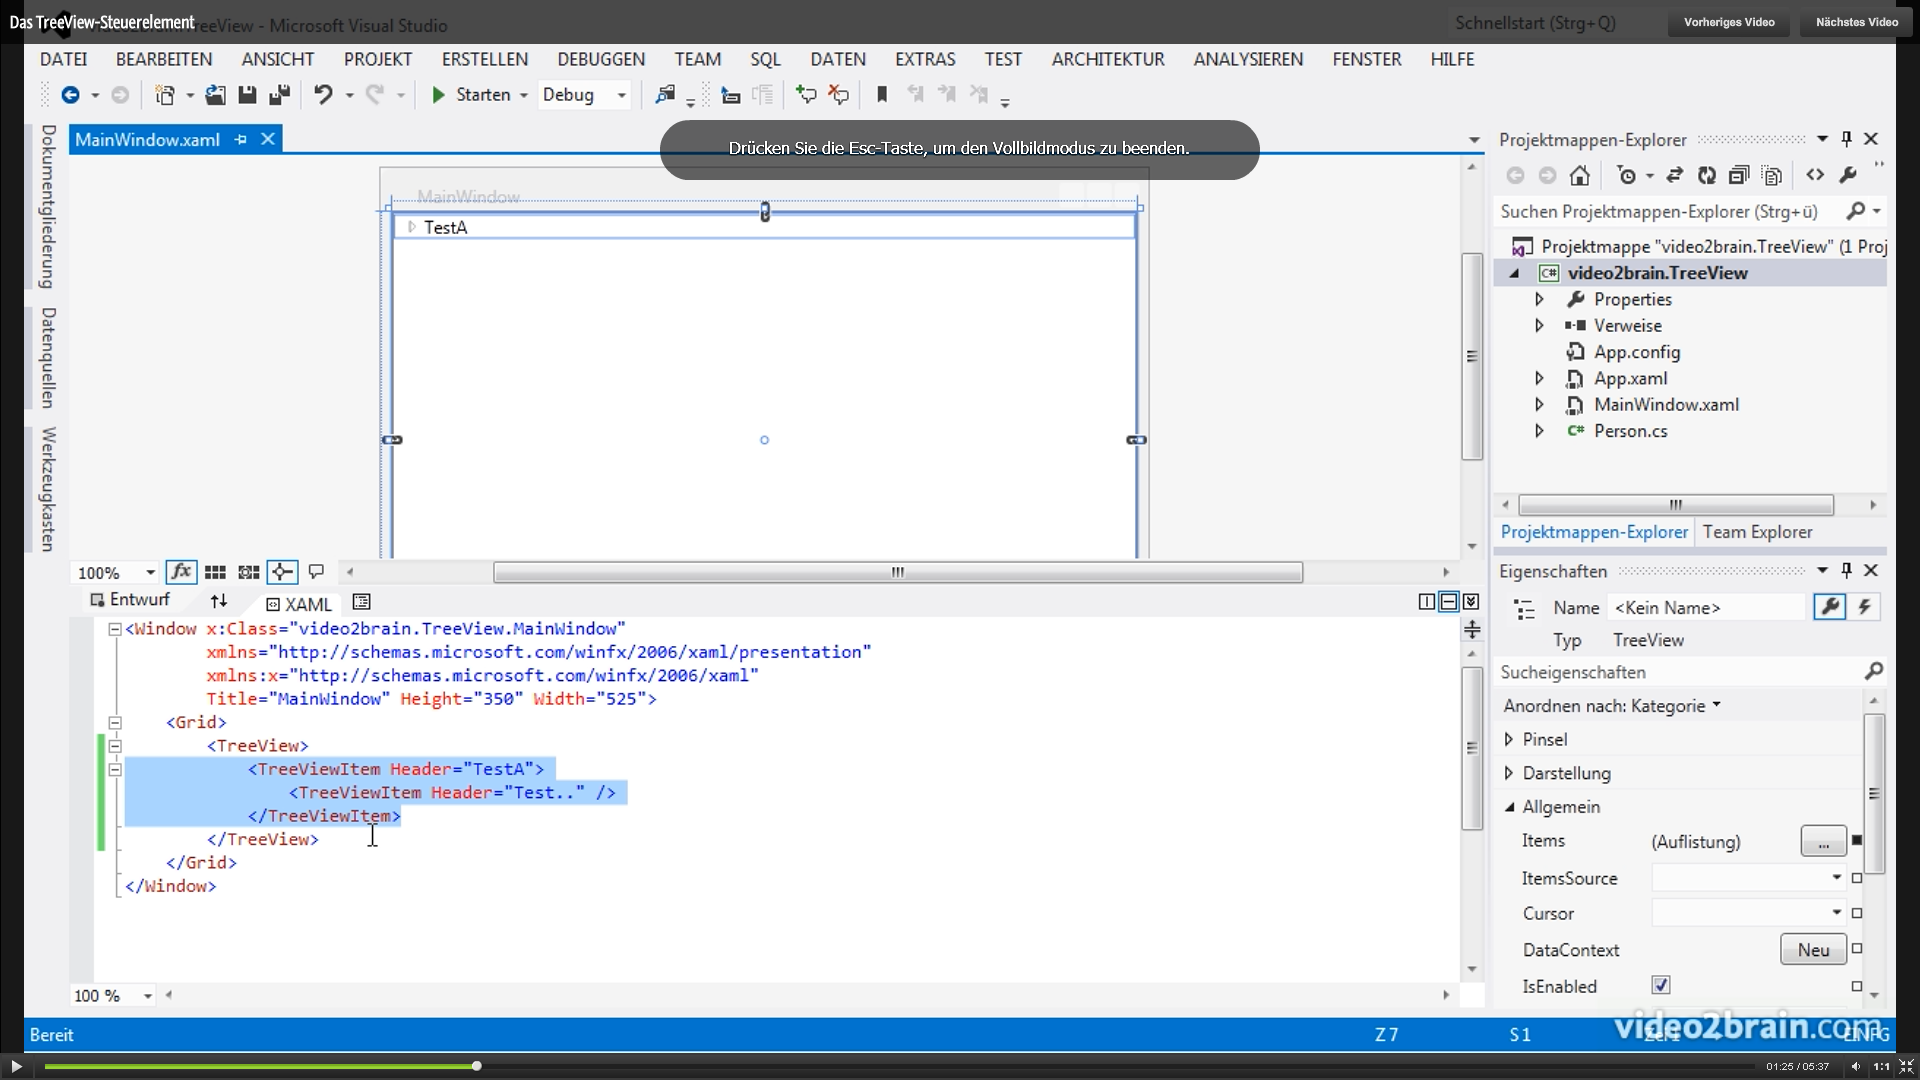 Das TreeView-Steuerelement
TreeView - Microsoft Visual Studio
Schnellstart (Strg+Q)
Vorheriges Video
Nächstes Video
DATEI BEARBEITEN ANSICHT PROJEKT ERSTELLEN DEBUGGEN TEAM SQL DATEN EXTRAS TEST ARCHITEKTUR ANALYSIEREN FENSTER HILFE
Starten Debug
Dokumentgliederung
Datenquellen
Werkzeugkasten
MainWindow.xaml
Drücken Sie die Esc-Taste, um den Vollbildmodus zu beenden.
MainWindow
TestA
100%
fx
Entwurf
XAML
<Window x:Class="video2brain.TreeView.MainWindow"
xmlns="http://schemas.microsoft.com/winfx/2006/xaml/presentation"
xmlns:x="http://schemas.microsoft.com/winfx/2006/xaml"
Title="MainWindow" Height="350" Width="525">
<Grid>
<TreeView>
<TreeViewItem Header="TestA">
<TreeViewItem Header="Test.." />
</TreeViewItem>
</TreeView>
</Grid>
</Window>
100 %
Projektmappen-Explorer
Suchen Projektmappen-Explorer (Strg+ü)
Projektmappe "video2brain.TreeView" (1 Proj
C# video2brain.TreeView
Properties
Verweise
App.config
App.xaml
MainWindow.xaml
C# Person.cs
Projektmappen-Explorer
Team Explorer
Eigenschaften
Name <Kein Name>
Typ TreeView
Sucheigenschaften
Anordnen nach: Kategorie
Pinsel
Darstellung
Allgemein
Items (Auflistung) ...
ItemsSource
Cursor
DataContext Neu
IsEnabled
Bereit
Z 7
S 1
video2brain.com
01:25 / 05:37
1:1